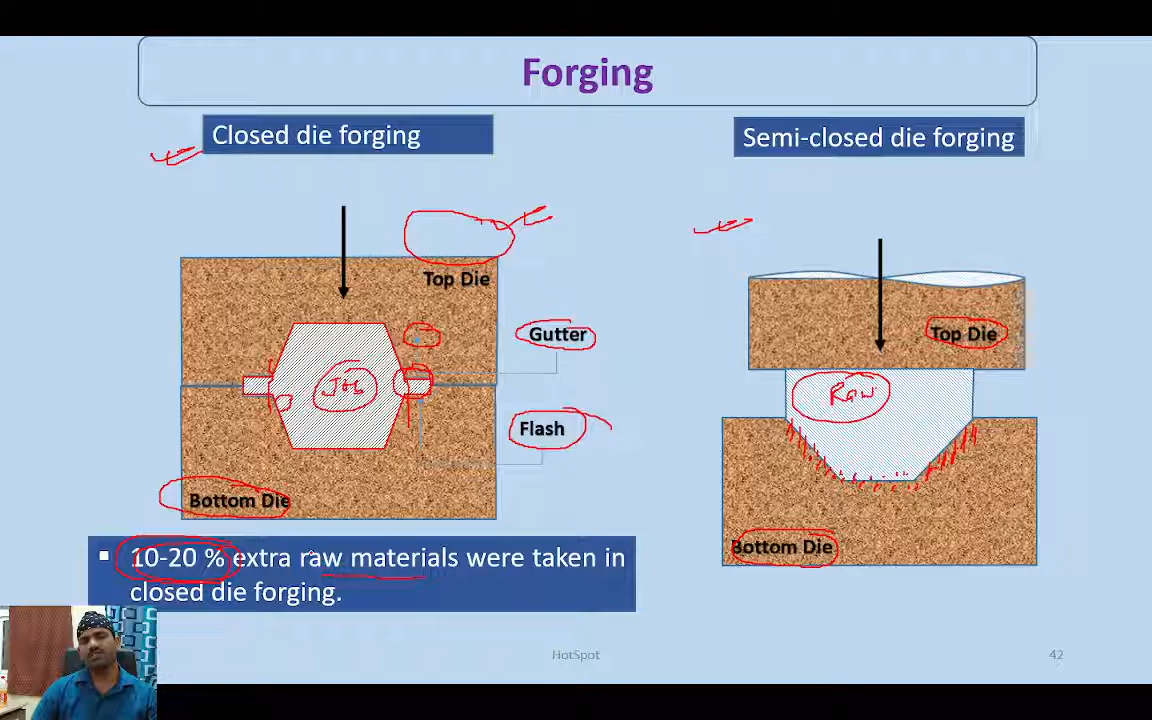 Forging
Closed die forging
Semi-closed die forging
Top Die
Gutter
Flash
Bottom Die
Top Die
Raw
Bottom Die
▪ 10-20 % extra raw materials were taken in
closed die forging.
HotSpot
42